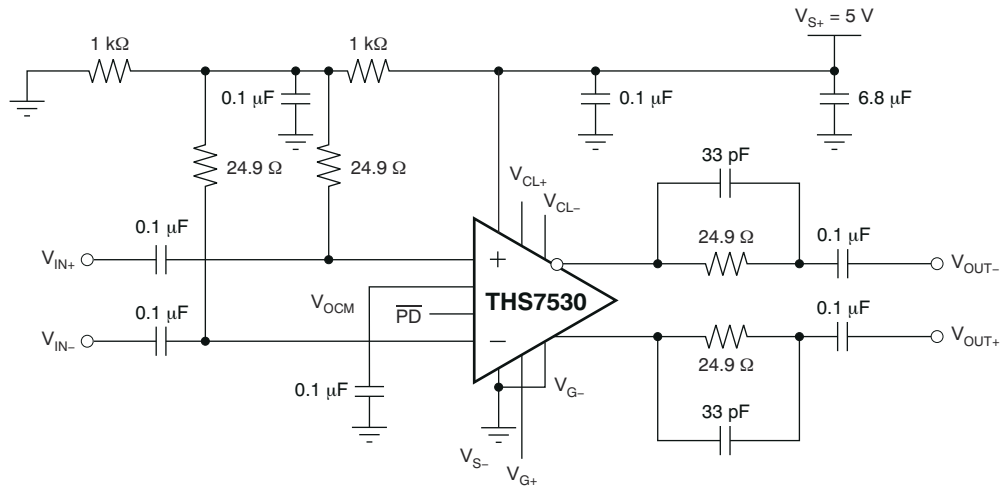 V_S+ = 5 V
1 kΩ
1 kΩ
0.1 μF
0.1 μF
6.8 μF
24.9 Ω
24.9 Ω
33 pF
V_CL+
V_CL−
0.1 μF
24.9 Ω
0.1 μF
V_IN+
+
V_OUT−
V_OCM
THS7530
0.1 μF
PD
0.1 μF
V_IN−
−
V_OUT+
24.9 Ω
0.1 μF
V_G−
33 pF
V_S−
V_G+